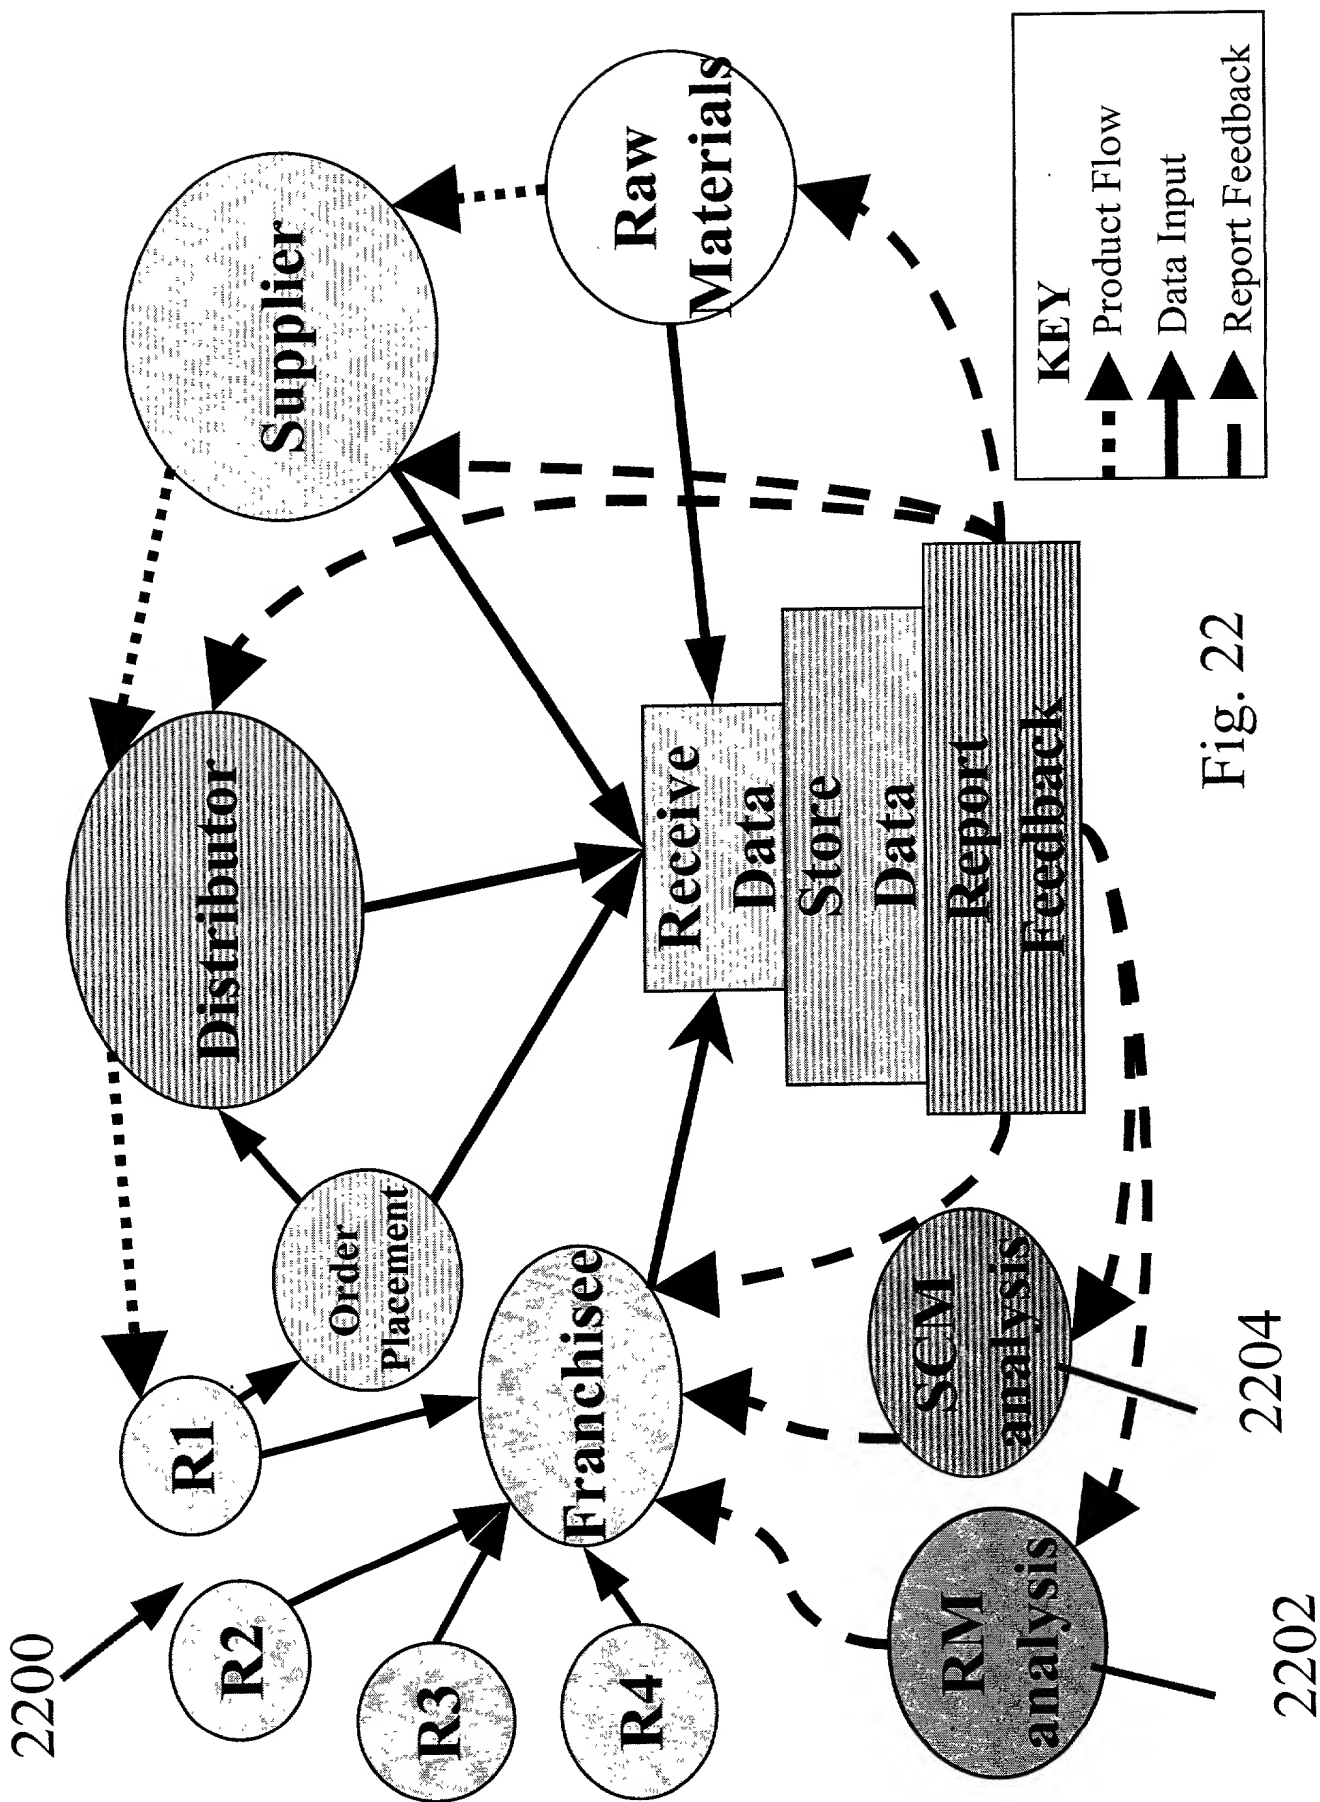 2200
R1
R2
R3
R4
Order
Placement
Distributor
Supplier
Franchisee
Receive
Data
Store
Data
Report
Feedback
Raw
Materials
RM
analysis
SCM
analysis
2202
2204
Fig. 22
KEY
Product Flow
Data Input
Report Feedback